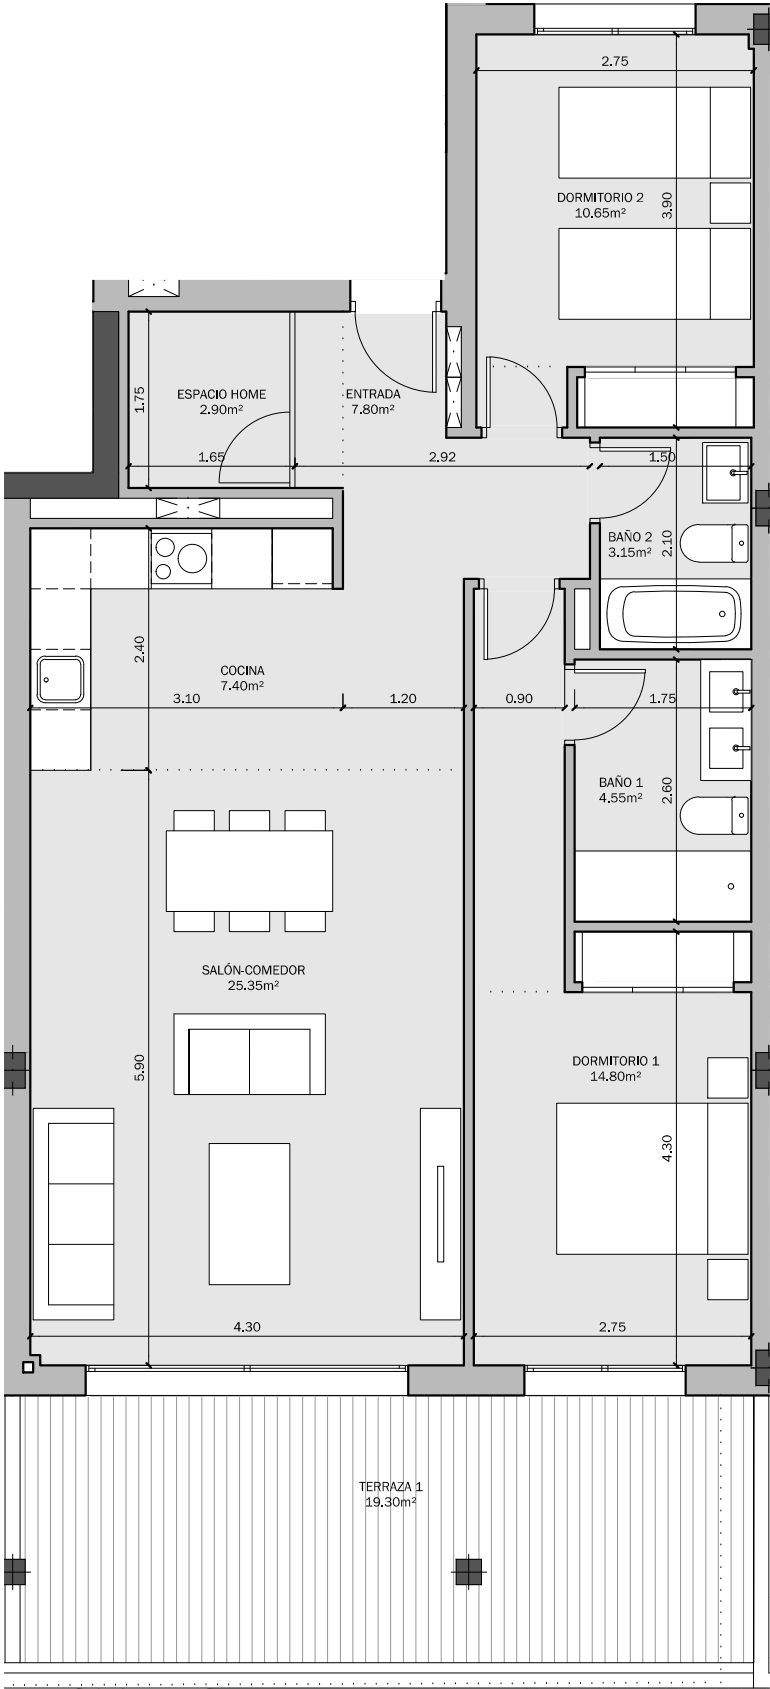 2.75
DORMITORIO 2
10.65m²
3.90
ESPACIO HOME
2.90m²
ENTRADA
7.80m²
1.75
1.65
2.92
1.50
BAÑO 2
3.15m²
2.10
2.40
COCINA
7.40m²
3.10
1.20
0.90
1.75
BAÑO 1
4.55m²
2.60
SALÓN-COMEDOR
25.35m²
5.90
DORMITORIO 1
14.80m²
4.30
4.30
2.75
TERRAZA 1
19.30m²